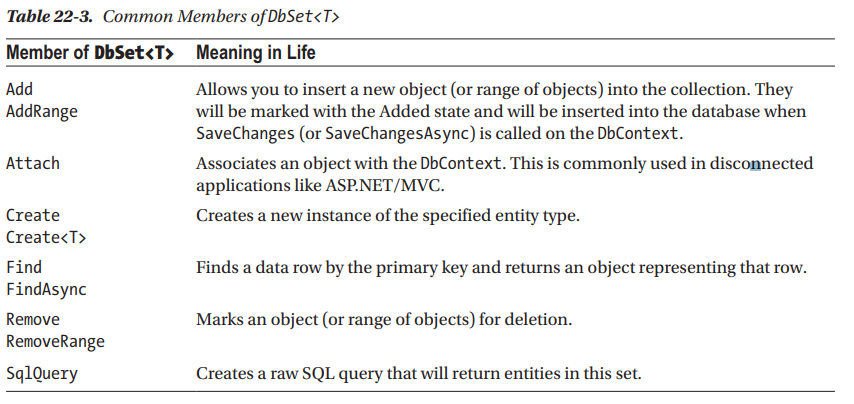 Table 22-3. Common Members of DbSet<T>
Member of DbSet<T> Meaning in Life
Add Allows you to insert a new object (or range of objects) into the collection. They
AddRange will be marked with the Added state and will be inserted into the database when
SaveChanges (or SaveChangesAsync) is called on the DbContext.
Attach Associates an object with the DbContext. This is commonly used in disconnected
applications like ASP.NET/MVC.
Create Creates a new instance of the specified entity type.
Create<T>
Find Finds a data row by the primary key and returns an object representing that row.
FindAsync
Remove Marks an object (or range of objects) for deletion.
RemoveRange
SqlQuery Creates a raw SQL query that will return entities in this set.